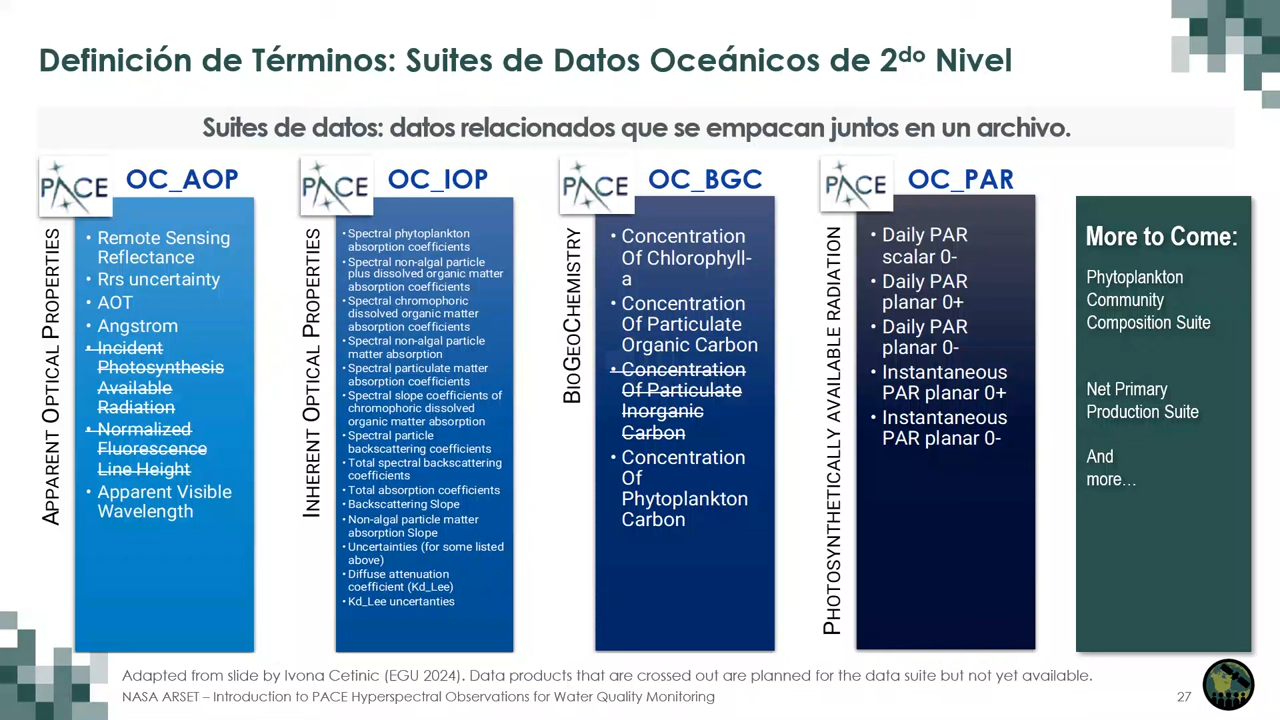 Definición de Términos: Suites de Datos Oceánicos de 2do Nivel
Suites de datos: datos relacionados que se empacan juntos en un archivo.
PACE
OC_AOP
APPARENT OPTICAL PROPERTIES
• Remote Sensing
Reflectance
• Rrs uncertainty
• AOT
• Angstrom
• Incident
Photosynthesis
Available
Radiation
• Normalized
Fluorescence
Line Height
• Apparent Visible
Wavelength
PACE
OC_IOP
INHERENT OPTICAL PROPERTIES
• Spectral phytoplankton
absorption coefficients
• Spectral non-algal particle
plus dissolved organic matter
absorption coefficients
• Spectral chromophoric
dissolved organic matter
absorption coefficients
• Spectral non-algal particle
matter absorption
• Spectral particulate matter
absorption coefficients
• Spectral slope coefficients of
chromophoric dissolved
organic matter absorption
• Spectral particle
backscattering coefficients
• Total spectral backscattering
coefficients
• Total absorption coefficients
• Backscattering Slope
• Non-algal particle matter
absorption Slope
• Uncertainties (for some listed
above)
• Diffuse attenuation
coefficient (Kd_Lee)
• Kd_Lee uncertanties
PACE
OC_BGC
BIOGEOCHEMISTRY
• Concentration
Of Chlorophyll-
a
• Concentration
Of Particulate
Organic Carbon
• Concentration
Of Particulate
Inorganic
Carbon
• Concentration
Of
Phytoplankton
Carbon
PACE
OC_PAR
PHOTOSYNTHETICALLY AVAILABLE RADIATION
• Daily PAR
scalar 0-
• Daily PAR
planar 0+
• Daily PAR
planar 0-
• Instantaneous
PAR planar 0+
• Instantaneous
PAR planar 0-
More to Come:
Phytoplankton
Community
Composition Suite
Net Primary
Production Suite
And
more...
Adapted from slide by Ivona Cetinic (EGU 2024). Data products that are crossed out are planned for the data suite but not yet available.
NASA ARSET – Introduction to PACE Hyperspectral Observations for Water Quality Monitoring
27